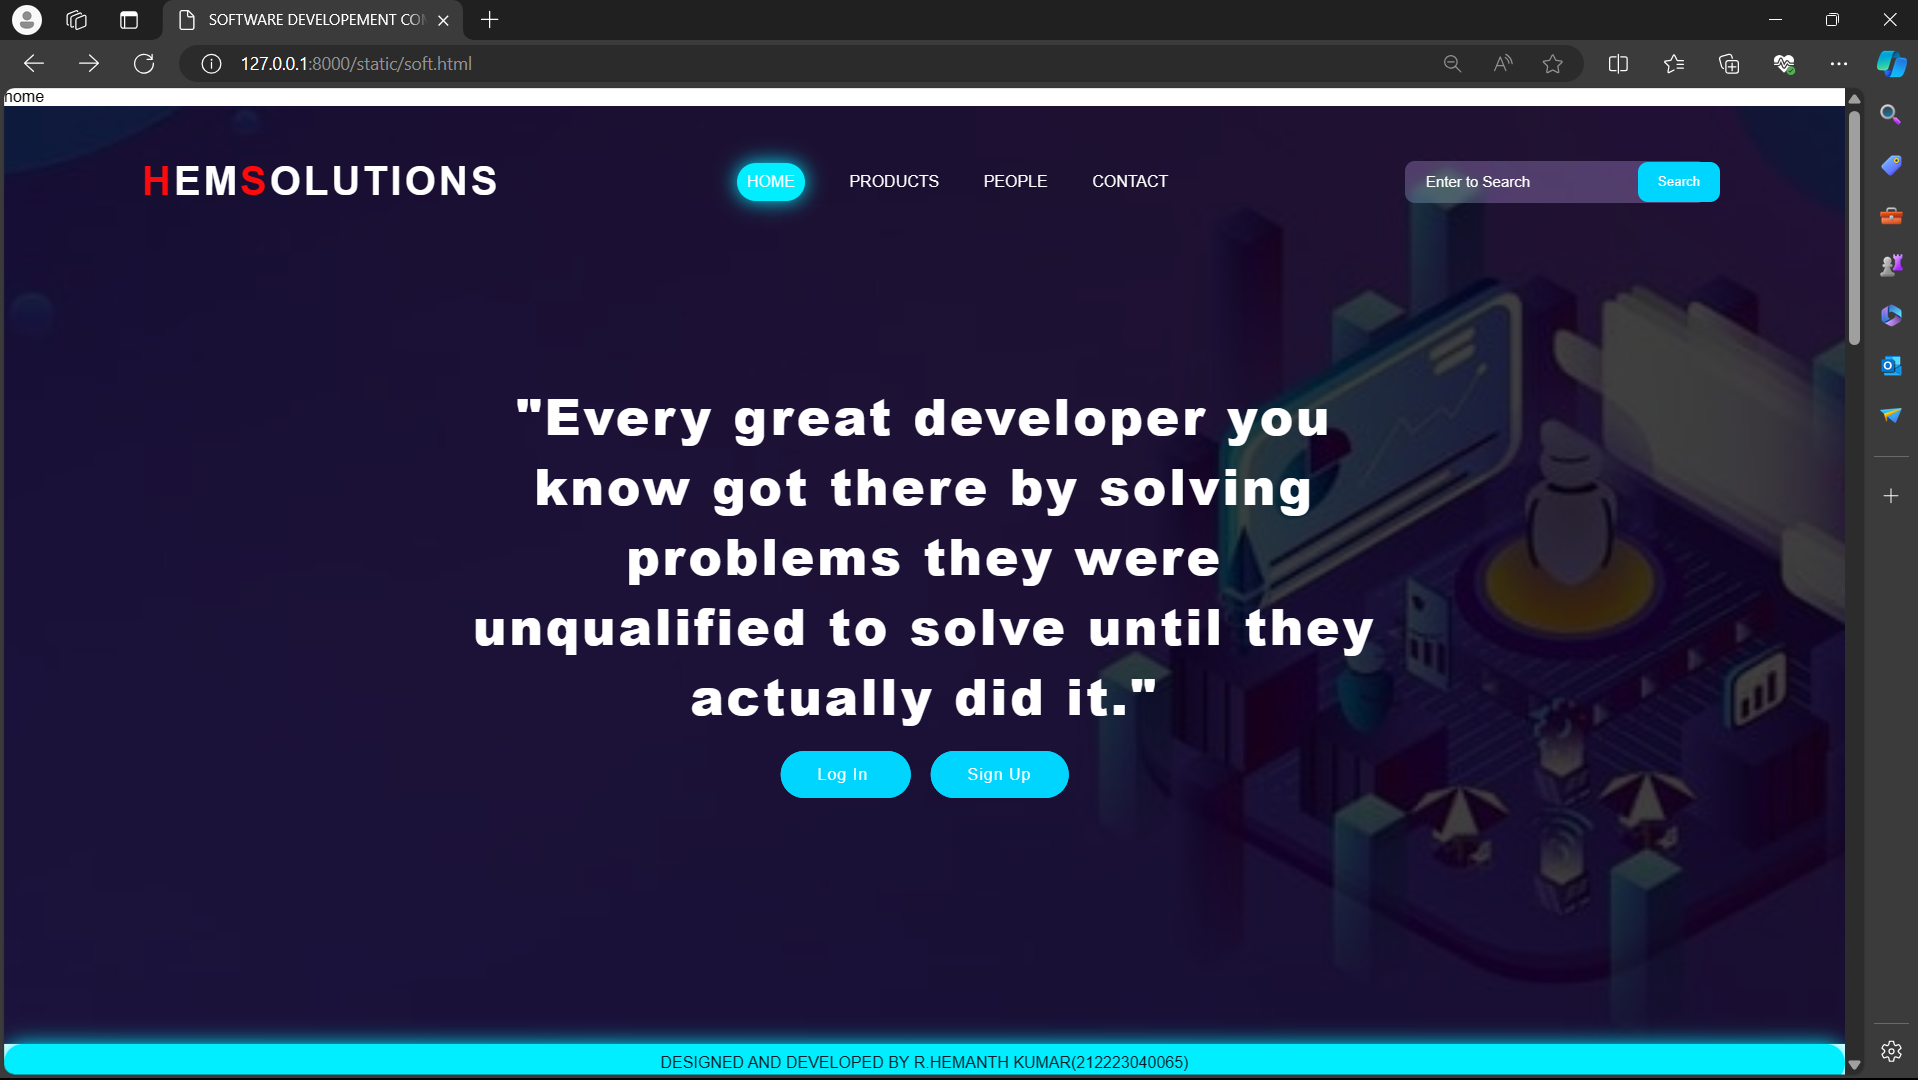 SOFTWARE DEVELOPEMENT CO
127.0.0.1:8000/static/soft.html
home
HEMSOLUTIONS
HOME PRODUCTS PEOPLE CONTACT
Enter to Search Search
"Every great developer you
know got there by solving
problems they were
unqualified to solve until they
actually did it."
Log In Sign Up
DESIGNED AND DEVELOPED BY R.HEMANTH KUMAR(212223040065)